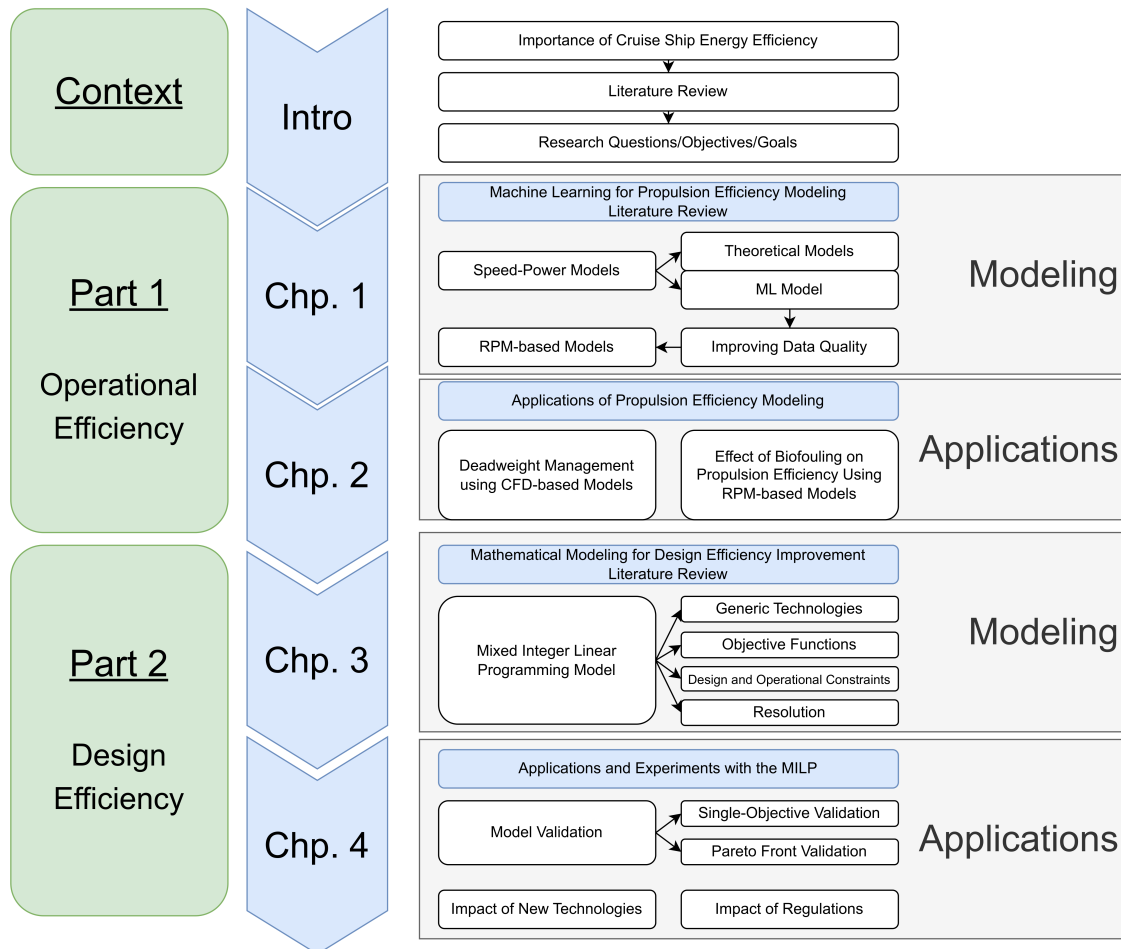 Context
Intro
Importance of Cruise Ship Energy Efficiency
Literature Review
Research Questions/Objectives/Goals
Part 1
Operational
Efficiency
Chp. 1
Machine Learning for Propulsion Efficiency Modeling
Literature Review
Speed-Power Models
Theoretical Models
ML Model
RPM-based Models
Improving Data Quality
Modeling
Chp. 2
Applications of Propulsion Efficiency Modeling
Deadweight Management
using CFD-based Models
Effect of Biofouling on
Propulsion Efficiency Using
RPM-based Models
Applications
Part 2
Design
Efficiency
Chp. 3
Mathematical Modeling for Design Efficiency Improvement
Literature Review
Mixed Integer Linear
Programming Model
Generic Technologies
Objective Functions
Design and Operational Constraints
Resolution
Modeling
Chp. 4
Applications and Experiments with the MILP
Model Validation
Single-Objective Validation
Pareto Front Validation
Impact of New Technologies
Impact of Regulations
Applications